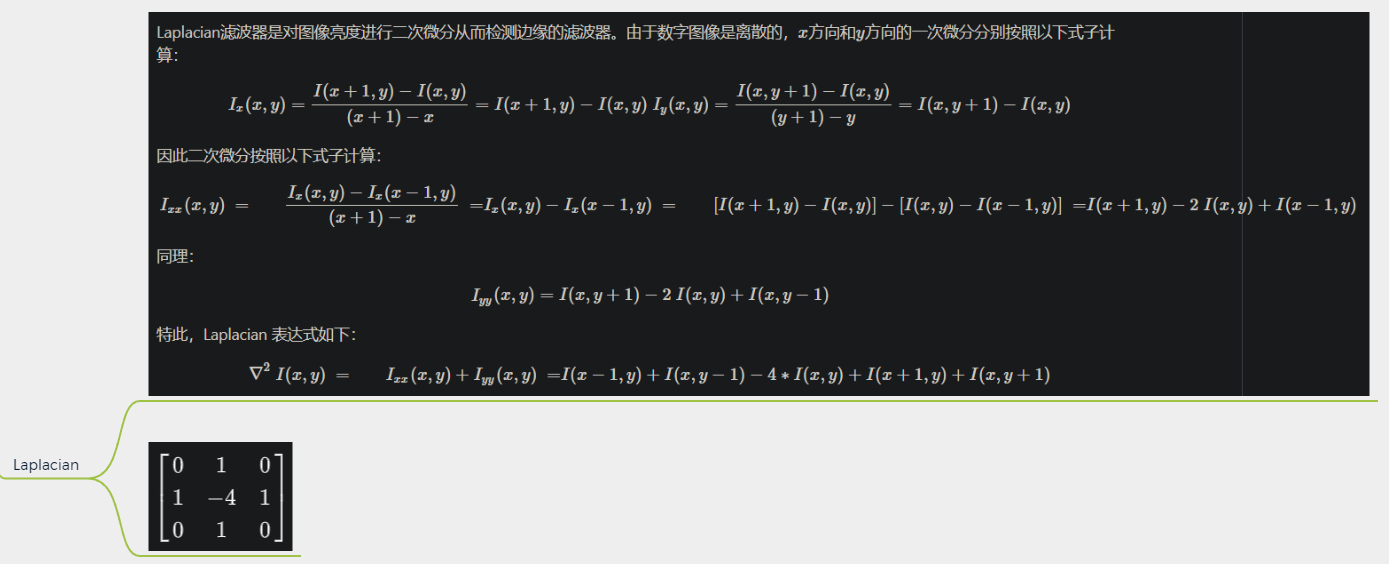 Laplacian滤波器是对图像亮度进行二次微分从而检测边缘的滤波器。由于数字图像是离散的，x方向和y方向的一次微分分别按照以下式子计
算：
I_x(x,y) = \frac{I(x+1,y) − I(x,y)}{(x+1) − x} = I(x+1,y) − I(x,y) I_y(x,y) = \frac{I(x,y+1) − I(x,y)}{(y+1) − y} = I(x,y+1) − I(x,y)
因此二次微分按照以下式子计算：
I_{xx}(x,y) = \frac{I_x(x,y) − I_x(x−1,y)}{(x+1) − x} =I_x(x,y) − I_x(x−1,y) = [I(x+1,y) − I(x,y)] − [I(x,y) − I(x−1,y)] =I(x+1,y) − 2 I(x,y) + I(x−1,y)
同理：
I_{yy}(x,y) = I(x,y+1) − 2 I(x,y) + I(x,y−1)
特此，Laplacian 表达式如下：
∇² I(x,y) = I_{xx}(x,y) + I_{yy}(x,y) =I(x−1,y) + I(x,y−1) − 4 * I(x,y) + I(x+1,y) + I(x,y+1)
Laplacian
0 1 0
1 −4 1
0 1 0